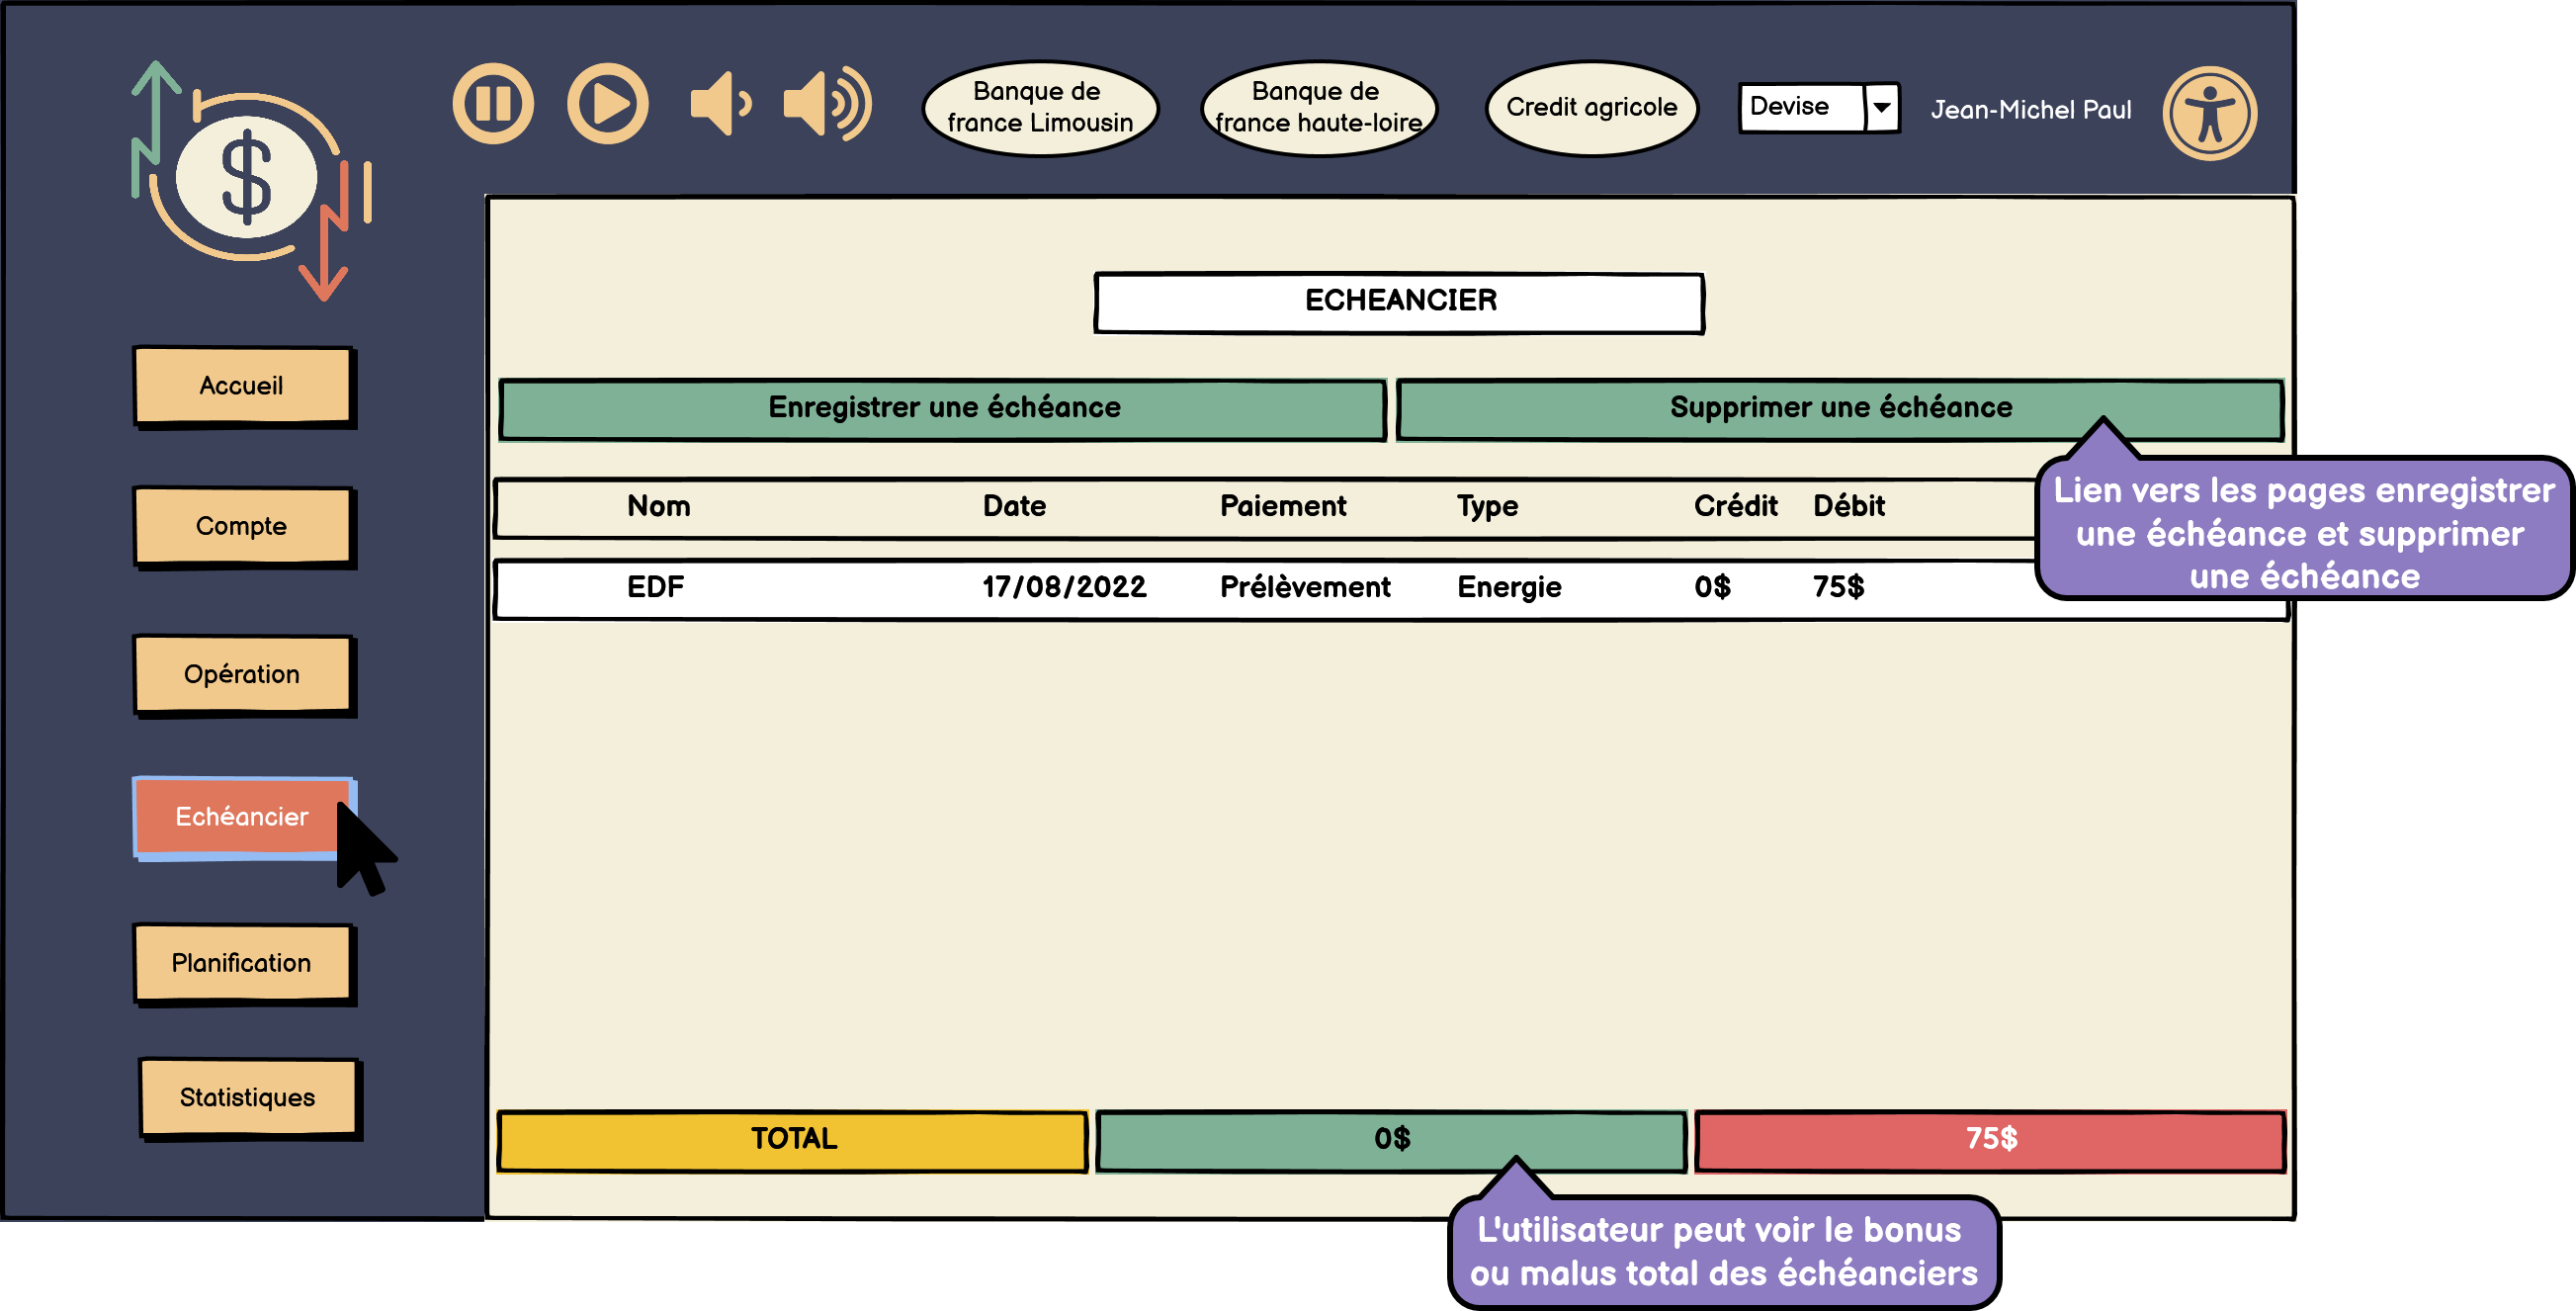 $
Banque de
france Limousin
Banque de
france haute-loire
Credit agricole
Devise
Jean-Michel Paul
ECHEANCIER
Accueil
Enregistrer une échéance
Supprimer une échéance
Compte
Nom Date Paiement Type Crédit Débit
Lien vers les pages enregistrer
une échéance et supprimer
une échéance
EDF 17/08/2022 Prélèvement Energie 0$ 75$
Opération
Echéancier
Planification
Statistiques
TOTAL 0$ 75$
L'utilisateur peut voir le bonus
ou malus total des échéanciers